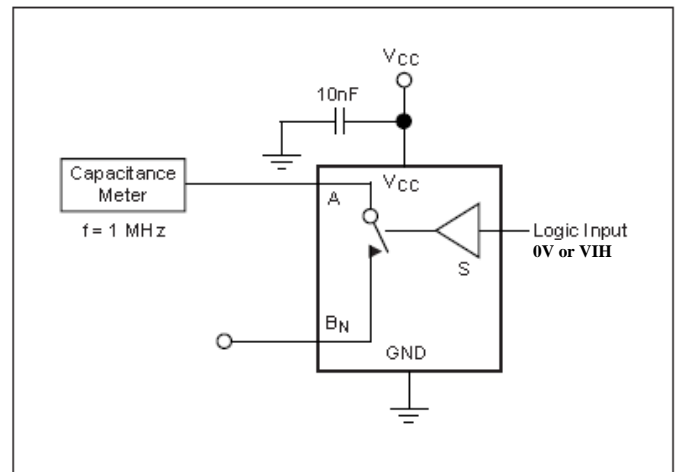 VCC
10nF
Capacitance
Meter
f = 1 MHz
VCC
A
Logic Input
0V or VIH
S
BN
GND